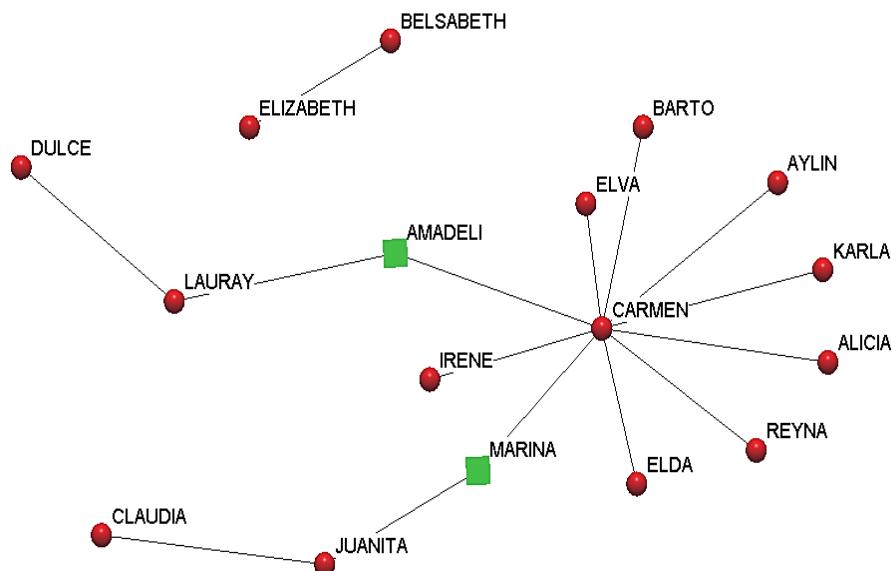 BELSABETH
ELIZABETH
BARTO
DULCE
AYLIN
ELVA
AMADELI
KARLA
LAURAY
CARMEN
ALICIA
IRENE
REYNA
MARINA
ELDA
CLAUDIA
JUANITA